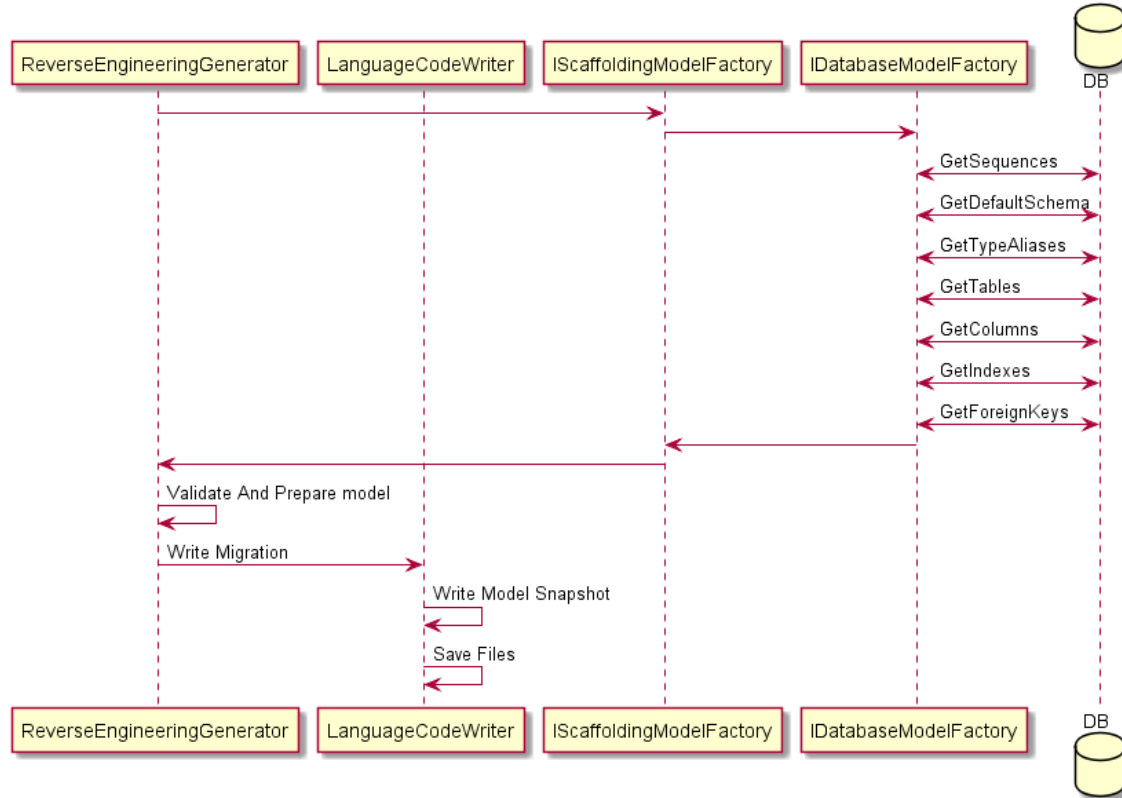 DB
ReverseEngineeringGenerator
LanguageCodeWriter
IScaffoldingModelFactory
IDatabaseModelFactory
GetSequences
GetDefaultSchema
GetTypeAliases
GetTables
GetColumns
GetIndexes
GetForeignKeys
Validate And Prepare model
Write Migration
Write Model Snapshot
Save Files
ReverseEngineeringGenerator
LanguageCodeWriter
IScaffoldingModelFactory
IDatabaseModelFactory
DB